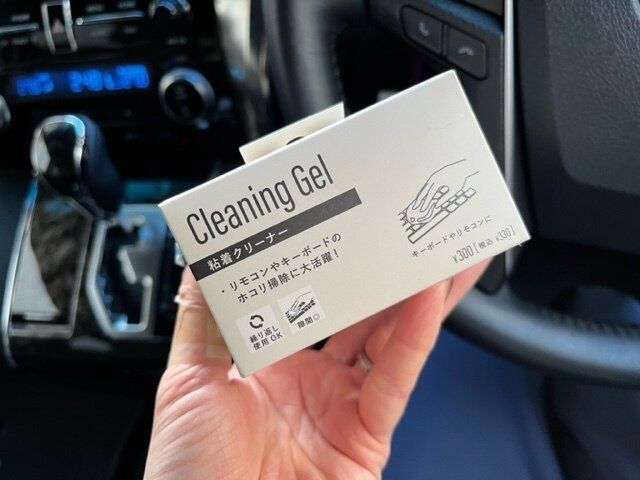 Cleaning Gel
粘着クリーナー
・リモコンやキーボードの
ホコリ掃除に大活躍！
繰り返し
使用OK
隙間◎
キーボードやリモコンに
¥300[税込 ¥330]